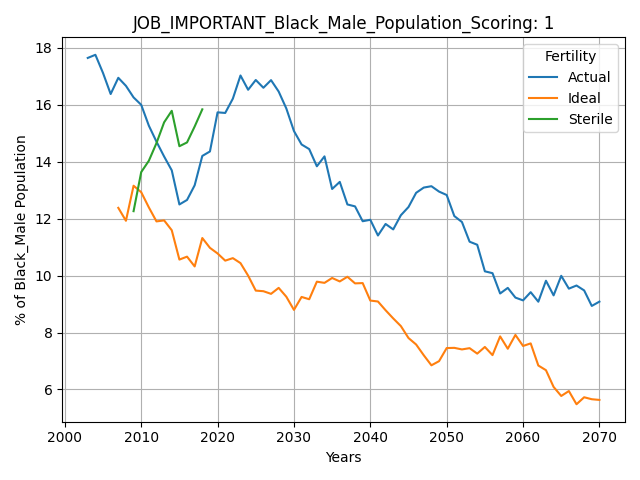 JOB_IMPORTANT_Black_Male_Population_Scoring: 1
Fertility
Actual
Ideal
Sterile
% of Black_Male Population
18
16
14
12
10
8
6
2000 2010 2020 2030 2040 2050 2060 2070
Years